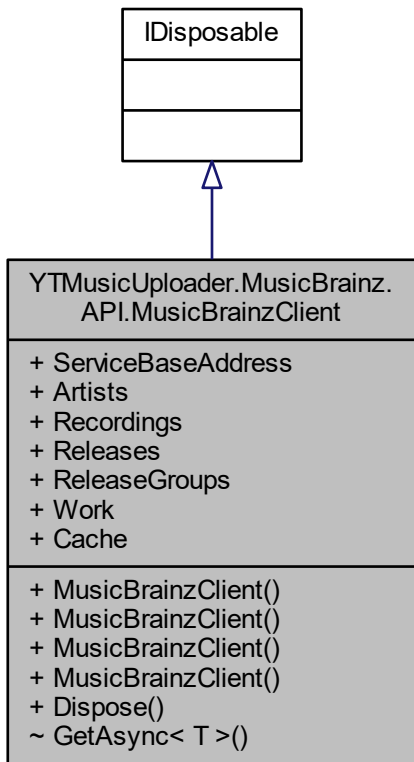 IDisposable
YTMusicUploader.MusicBrainz.
API.MusicBrainzClient
+ ServiceBaseAddress
+ Artists
+ Recordings
+ Releases
+ ReleaseGroups
+ Work
+ Cache
+ MusicBrainzClient()
+ MusicBrainzClient()
+ MusicBrainzClient()
+ MusicBrainzClient()
+ Dispose()
~ GetAsync< T >()